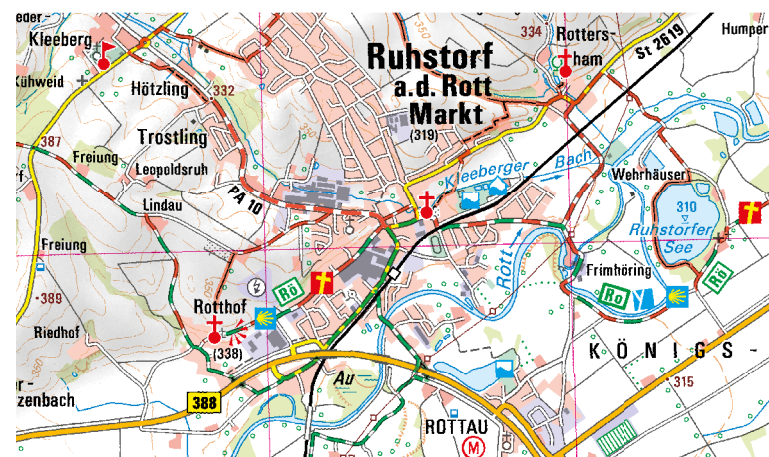 eder-
Kleeberg
334
Rotters-
ham
St 2619
Humper
Kühweid
Hötzling
332
Ruhstorf
a.d. Rott
Markt
(319)
387
Trostling
Freiung
Leopoldsruh
Lindau
PA 10
Kleeberger
Bach
Wehrhäuser
310
Ruhstorfer
See
Freiung
389
Rotthof
Rö
Rott
Frimhöring
Ro
Rö
Riedhof
(338)
KÖNIGS-
315
er-
zenbach
388
Au
ROTTAU
M